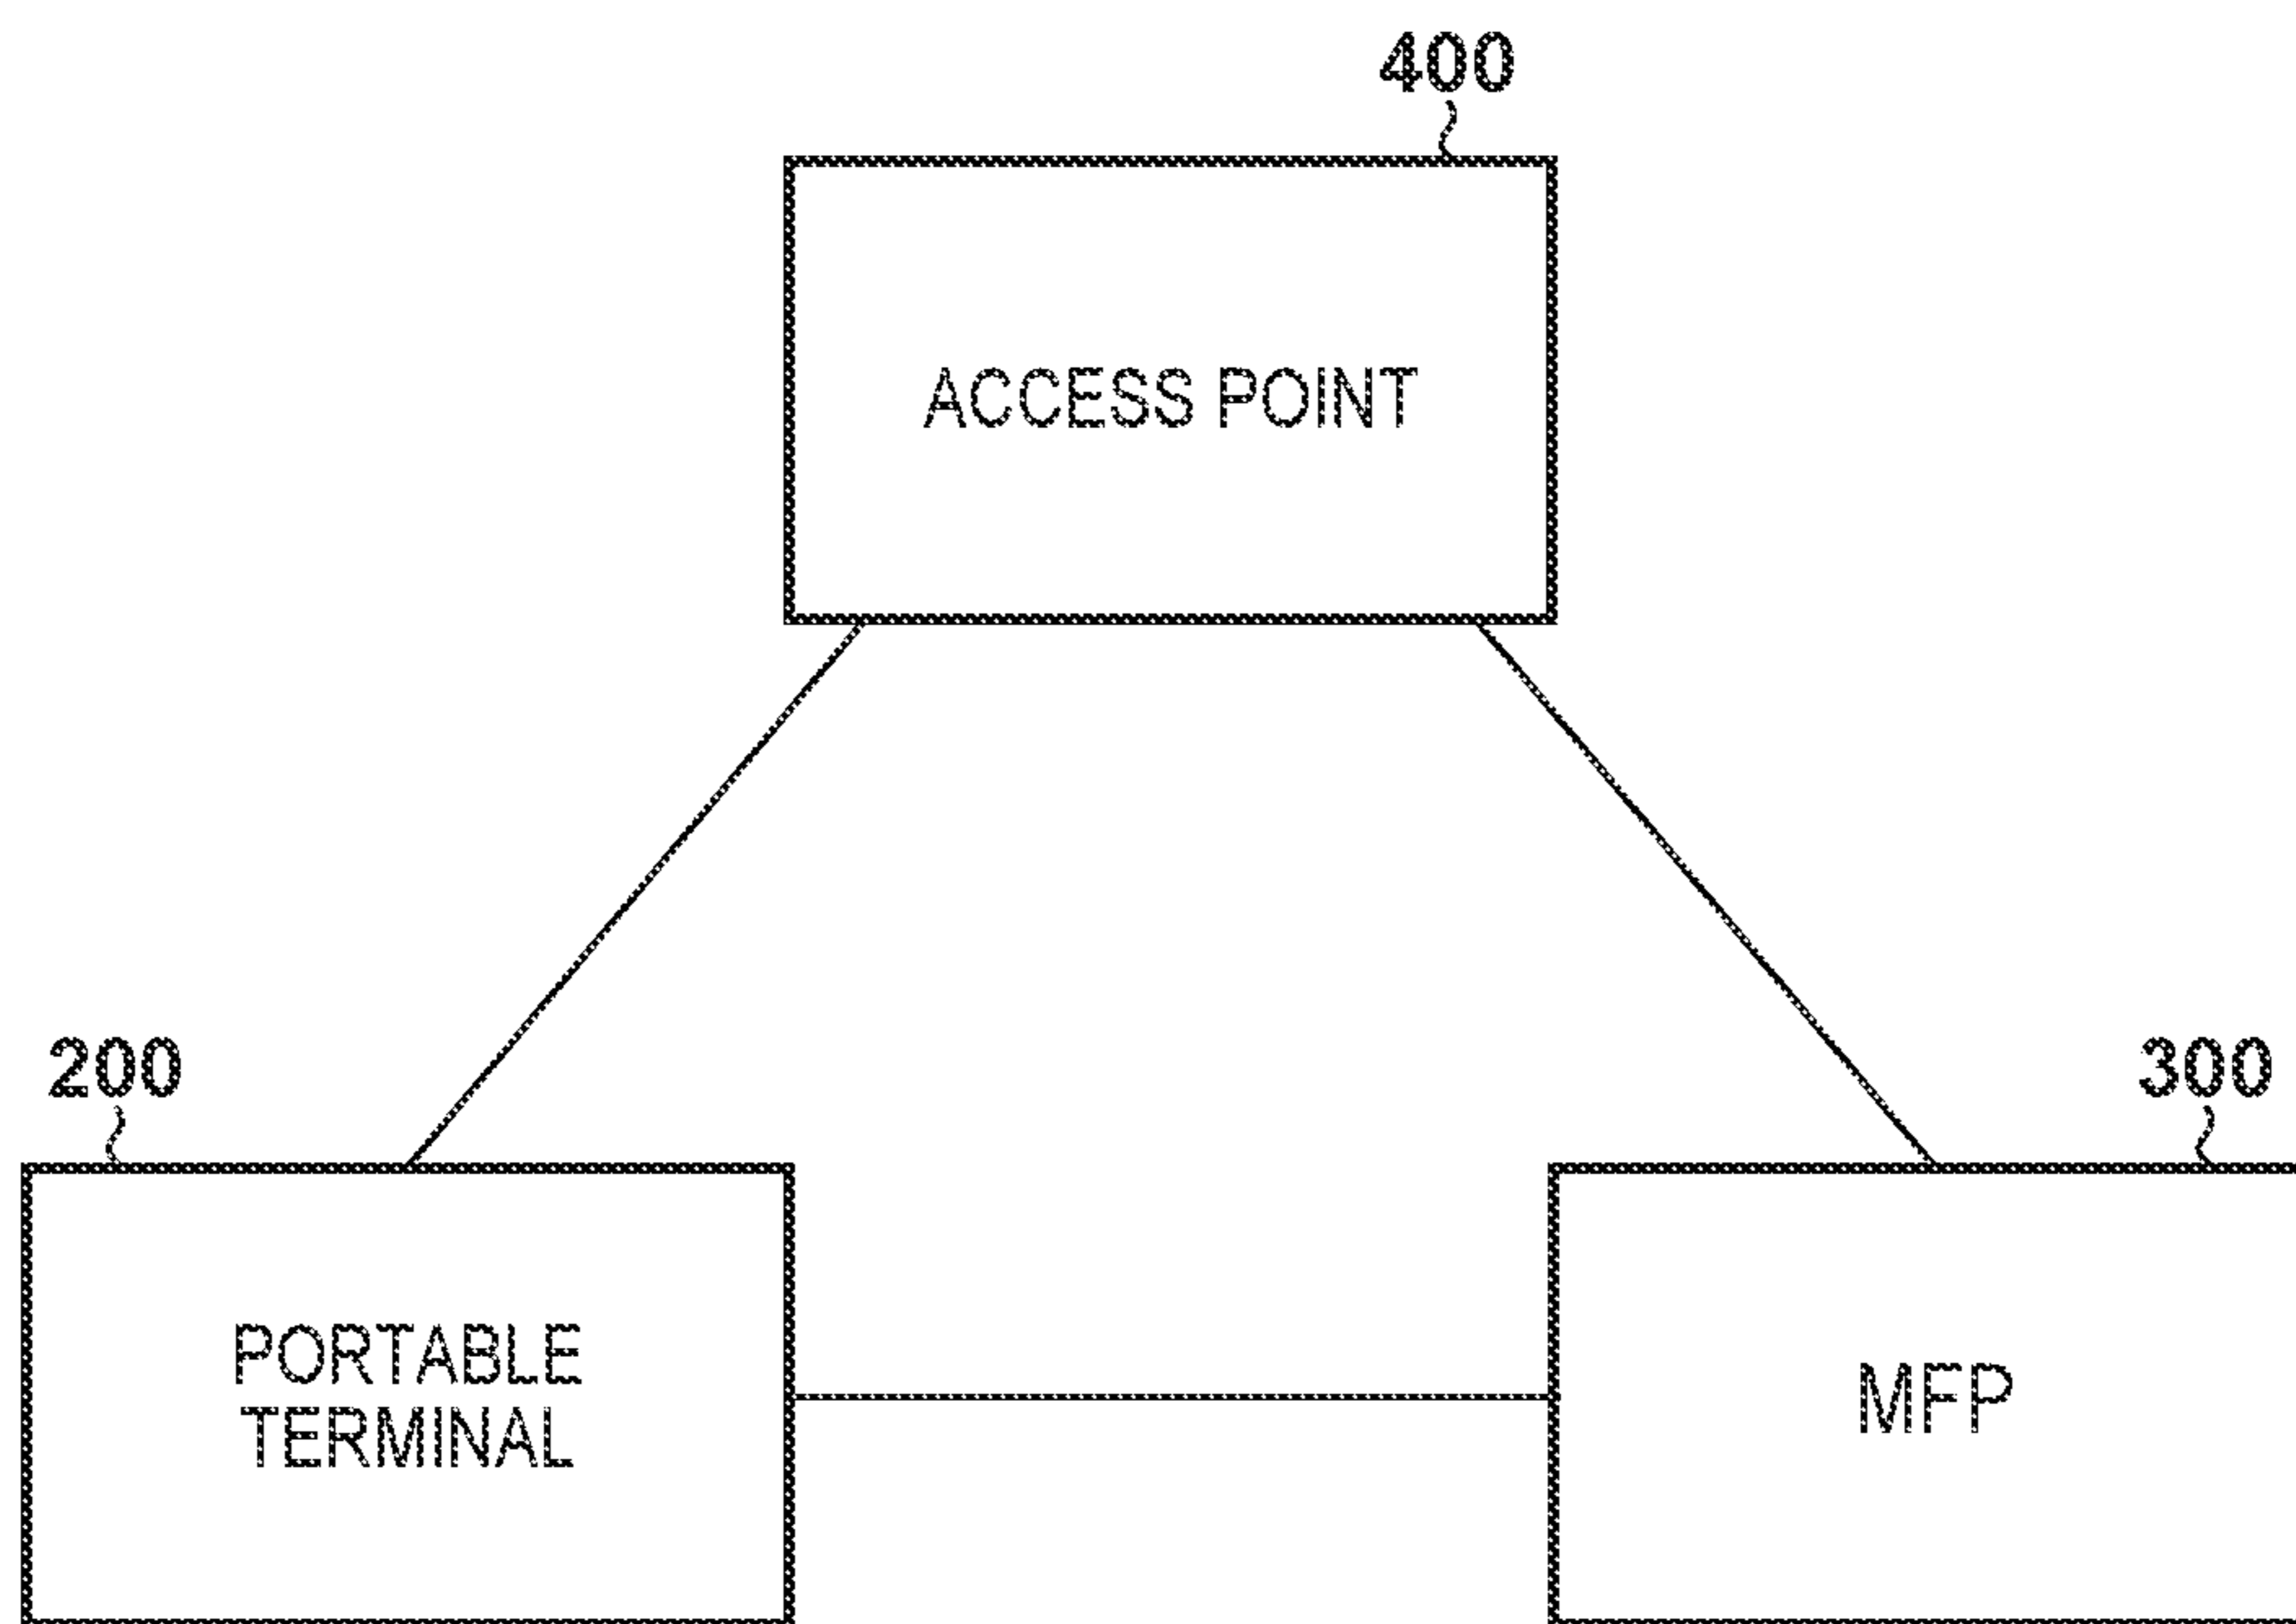 400
ACCESS POINT
200
300
PORTABLE
TERMINAL
MFP